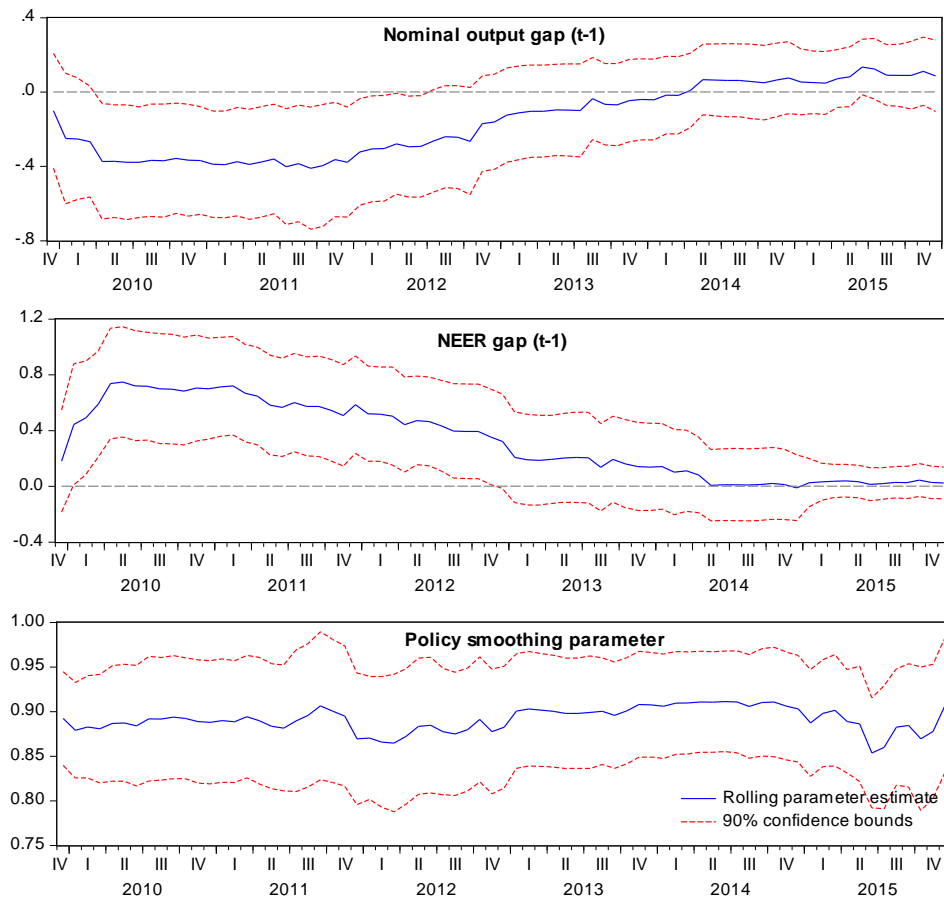 Nominal output gap (t-1)
.4
.0
-.4
-.8
IV I II III IV I II III IV I II III IV I II III IV I II III IV I II III IV
2010 2011 2012 2013 2014 2015
NEER gap (t-1)
1.2
0.8
0.4
0.0
-0.4
IV I II III IV I II III IV I II III IV I II III IV I II III IV I II III IV
2010 2011 2012 2013 2014 2015
Policy smoothing parameter
1.00
0.95
0.90
0.85
0.80
0.75
Rolling parameter estimate
90% confidence bounds
IV I II III IV I II III IV I II III IV I II III IV I II III IV I II III IV
2010 2011 2012 2013 2014 2015